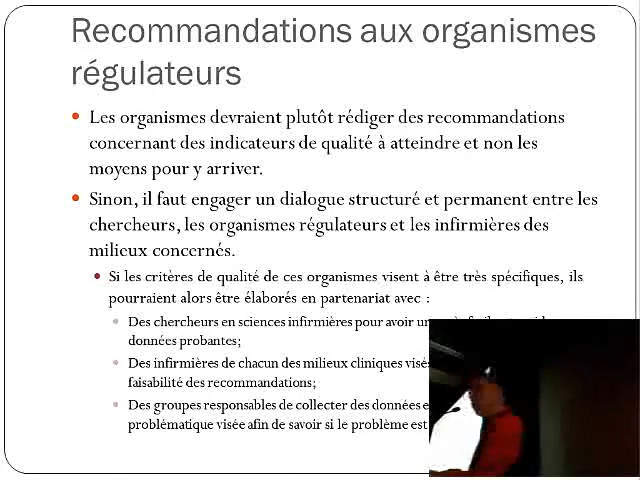 Recommandations aux organismes
régulateurs
Les organismes devraient plutôt rédiger des recommandations
concernant des indicateurs de qualité à atteindre et non les
moyens pour y arriver.
Sinon, il faut engager un dialogue structuré et permanent entre les
chercheurs, les organismes régulateurs et les infirmières des
milieux concernés.
Si les critères de qualité de ces organismes visent à être très spécifiques, ils
pourraient alors être élaborés en partenariat avec :
Des chercheurs en sciences infirmières pour avoir un
données probantes;
Des infirmières de chacun des milieux cliniques visés
faisabilité des recommandations;
Des groupes responsables de collecter des données
problématique visée afin de savoir si le problème est